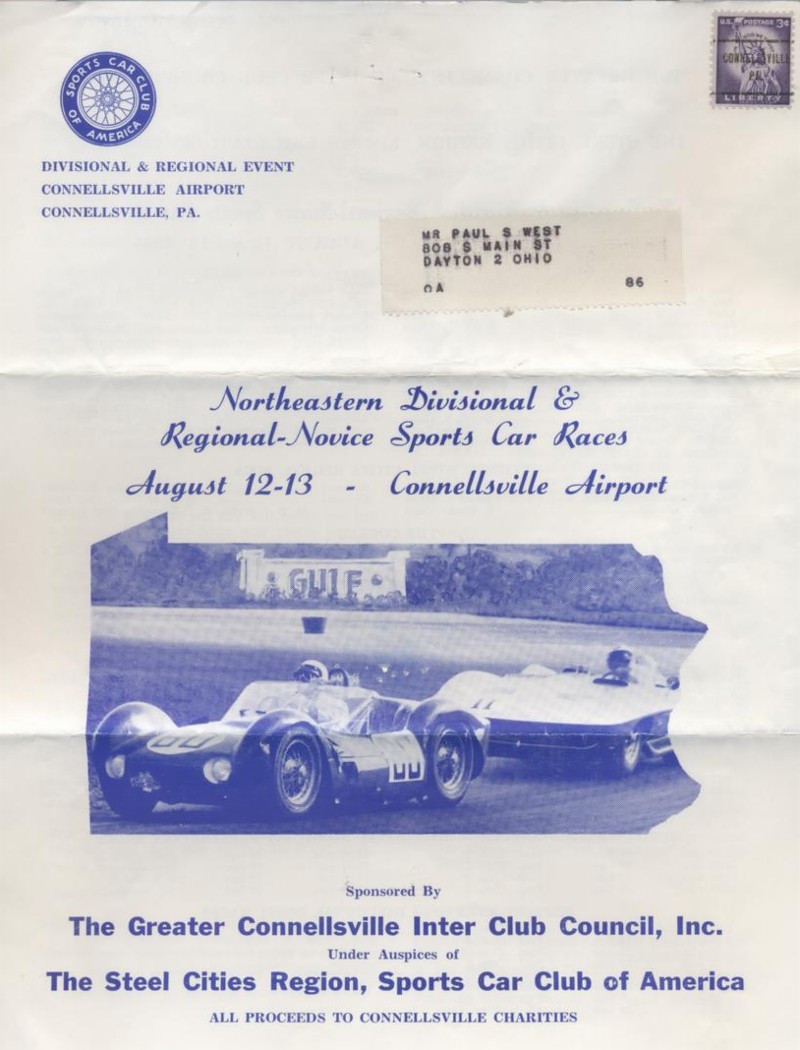 SPORTS CAR CLUB OF AMERICA
DIVISIONAL & REGIONAL EVENT
CONNELLSVILLE AIRPORT
CONNELLSVILLE, PA.
U.S. POSTAGE 3¢
CONNELLSVILLE
PA.
LIBERTY
MR PAUL S WEST
808 S MAIN ST
DAYTON 2 OHIO
OA 86
Northeastern Divisional &
Regional-Novice Sports Car Races
August 12-13 - Connellsville Airport
GULF
11
Sponsored By
The Greater Connellsville Inter Club Council, Inc.
Under Auspices of
The Steel Cities Region, Sports Car Club of America
ALL PROCEEDS TO CONNELLSVILLE CHARITIES